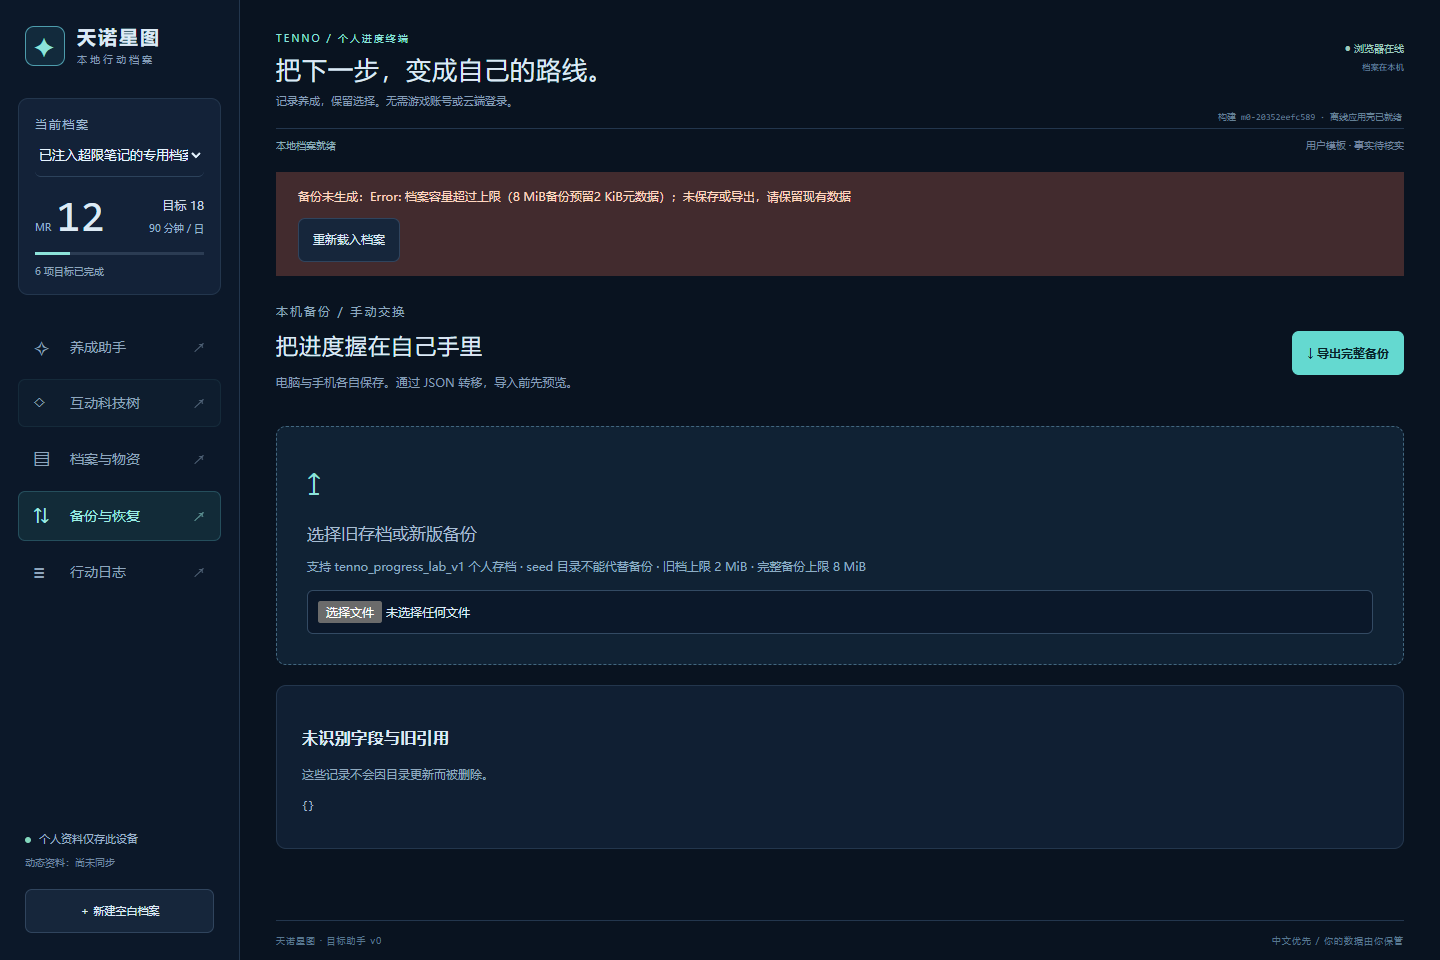 天诺星图
本地行动档案
当前档案
已注入超限笔记的专用档案
MR 12
目标 18
90 分钟 / 日
6 项目标已完成
养成助手
互动科技树
档案与物资
备份与恢复
行动日志
个人资料仅存此设备
动态资料：尚未同步
+ 新建空白档案
TENNO / 个人进度终端
把下一步，变成自己的路线。
记录养成，保留选择。无需游戏账号或云端登录。
浏览器在线
档案在本机
构建 m0-20352eefc589 · 离线应用壳已就绪
本地档案就绪
用户模板 · 事实待核实
备份未生成：Error: 档案容量超过上限（8 MiB备份预留2 KiB元数据）；未保存或导出，请保留现有数据
重新载入档案
本机备份 / 手动交换
把进度握在自己手里
电脑与手机各自保存。通过 JSON 转移，导入前先预览。
↓ 导出完整备份
选择旧存档或新版备份
支持 tenno_progress_lab_v1 个人存档 · seed 目录不能代替备份 · 旧档上限 2 MiB · 完整备份上限 8 MiB
选择文件 未选择任何文件
未识别字段与旧引用
这些记录不会因目录更新而被删除。
{}
天诺星图 · 目标助手 v0
中文优先 / 你的数据由你保管